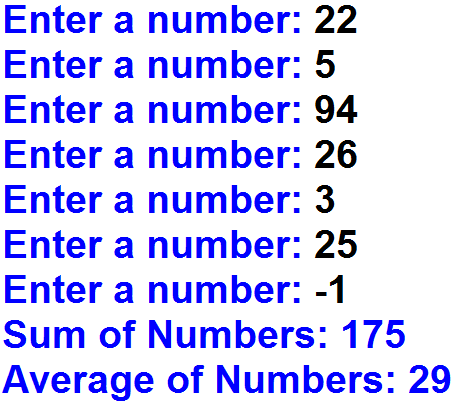 Enter a number: 22
Enter a number: 5
Enter a number: 94
Enter a number: 26
Enter a number: 3
Enter a number: 25
Enter a number: -1
Sum of Numbers: 175
Average of Numbers: 29